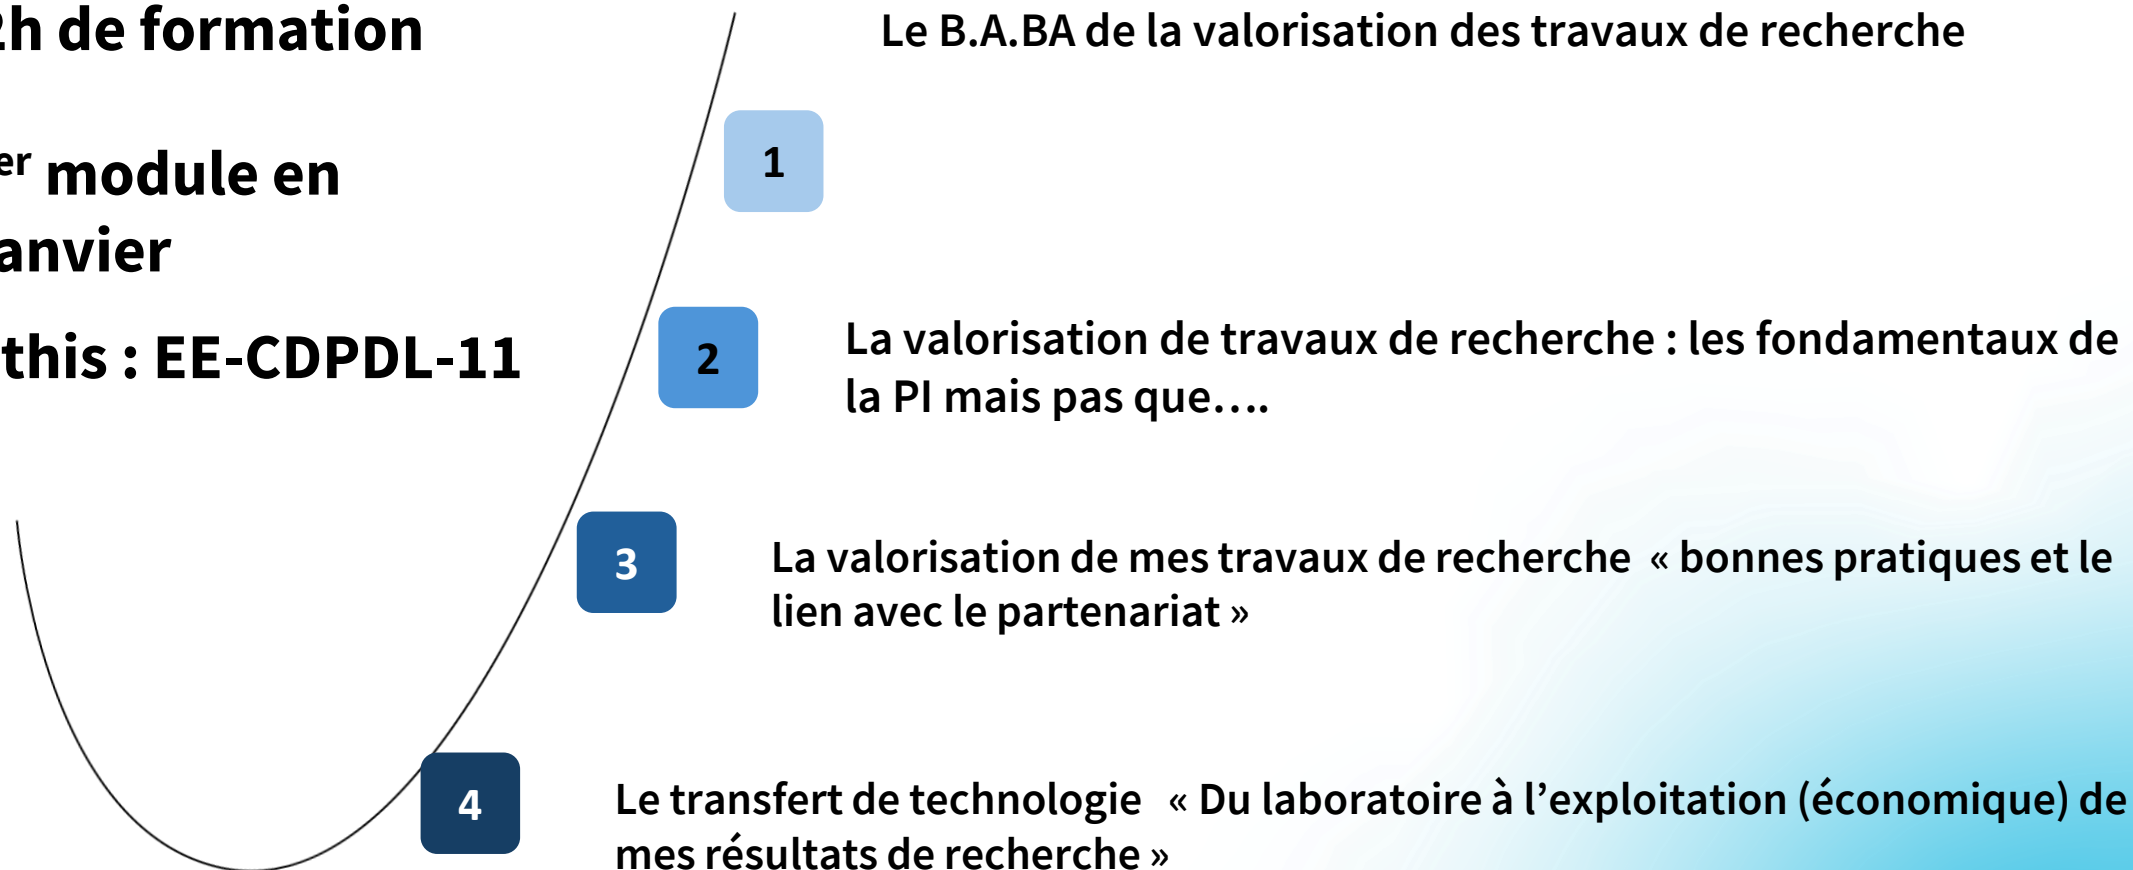 2h de formation
er module en
anvier
this : EE-CDPDL-11
Le B.A.BA de la valorisation des travaux de recherche
1
2
La valorisation de travaux de recherche : les fondamentaux de
la PI mais pas que….
3
La valorisation de mes travaux de recherche « bonnes pratiques et le
lien avec le partenariat »
4
Le transfert de technologie « Du laboratoire à l’exploitation (économique) de
mes résultats de recherche »